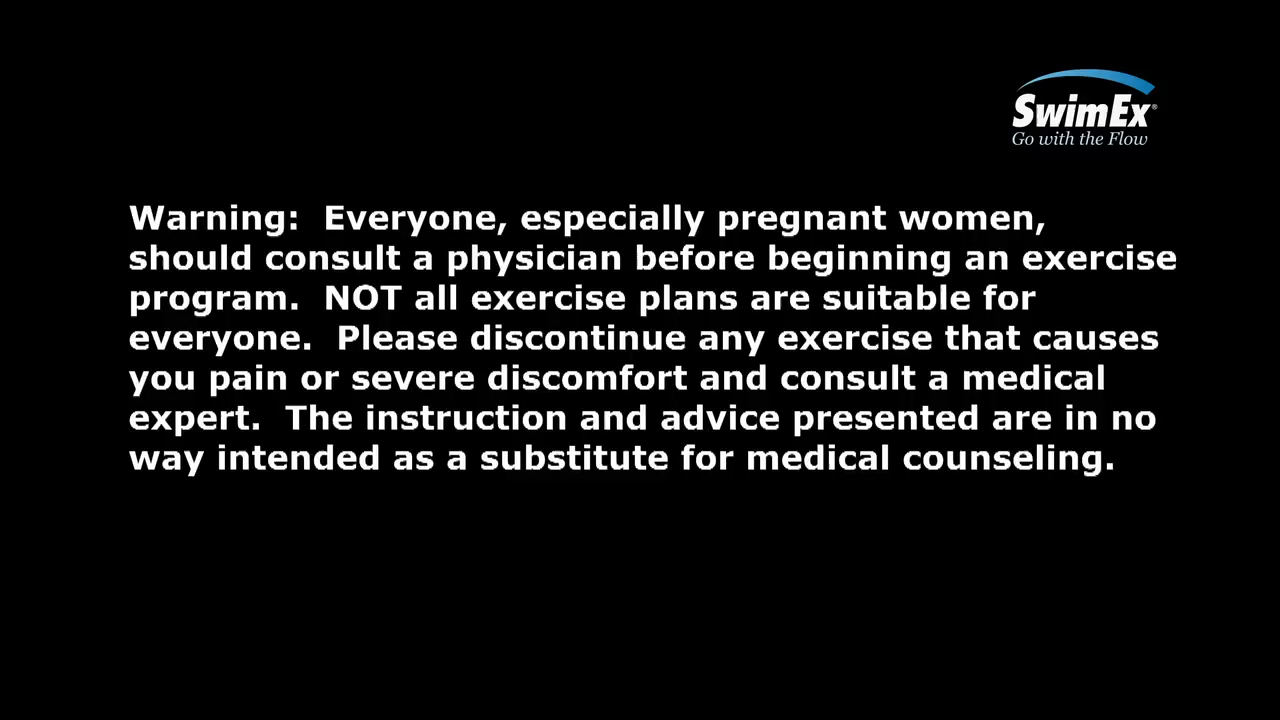 SwimEx®
Go with the Flow
Warning:  Everyone, especially pregnant women,
should consult a physician before beginning an exercise
program.  NOT all exercise plans are suitable for
everyone.  Please discontinue any exercise that causes
you pain or severe discomfort and consult a medical
expert.  The instruction and advice presented are in no
way intended as a substitute for medical counseling.